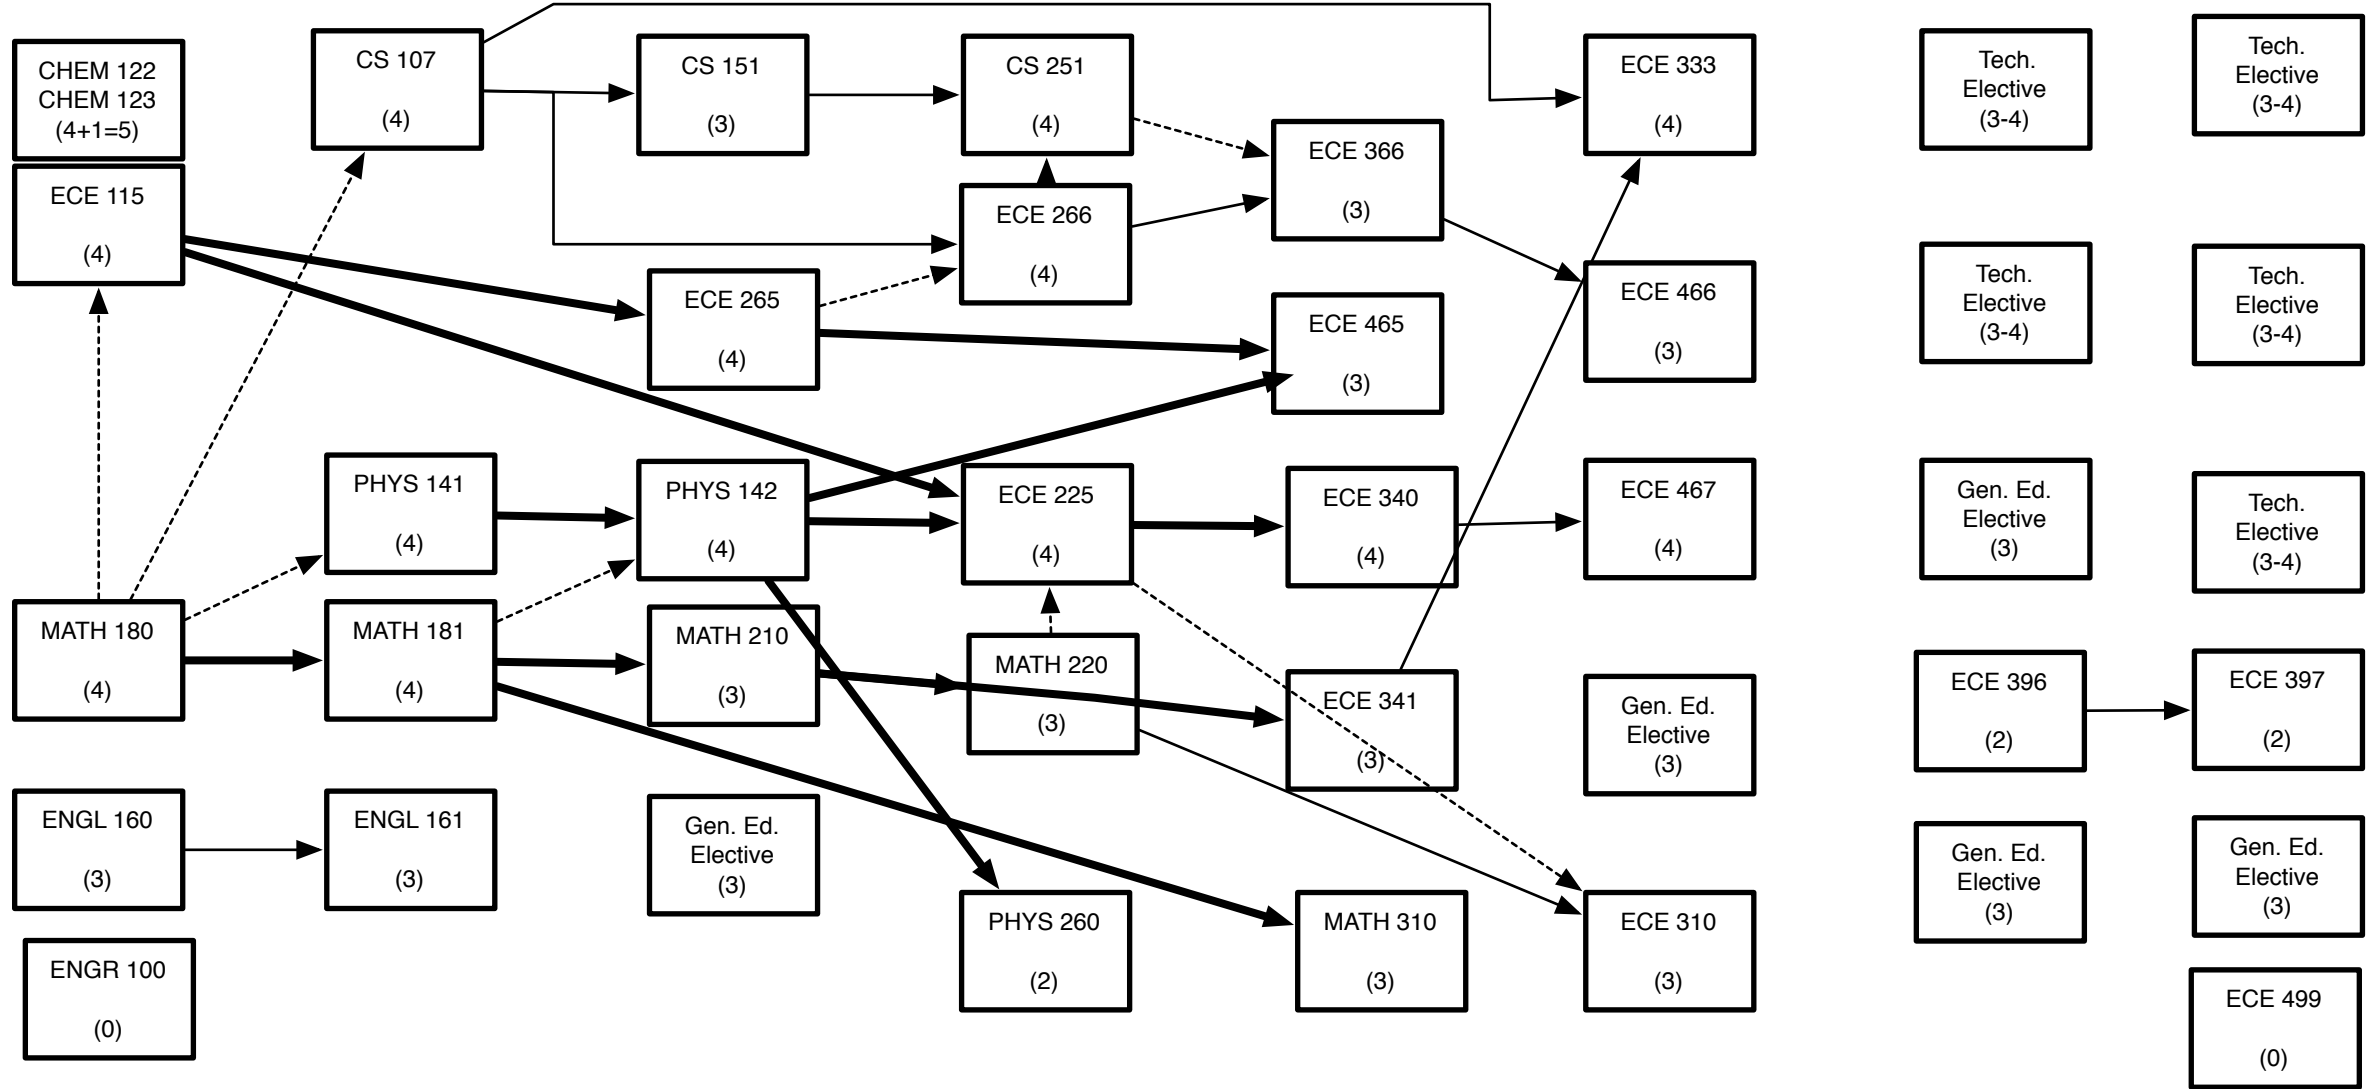 CHEM 122
CHEM 123
(4+1=5)
ECE 115
(4)
MATH 180
(4)
ENGL 160
(3)
ENGR 100
(0)
CS 107
(4)
PHYS 141
(4)
MATH 181
(4)
ENGL 161
(3)
CS 151
(3)
ECE 265
(4)
PHYS 142
(4)
MATH 210
(3)
Gen. Ed.
Elective
(3)
CS 251
(4)
ECE 266
(4)
ECE 225
(4)
MATH 220
(3)
PHYS 260
(2)
ECE 366
(3)
ECE 465
(3)
ECE 340
(4)
ECE 341
(3)
MATH 310
(3)
ECE 333
(4)
ECE 466
(3)
ECE 467
(4)
Gen. Ed.
Elective
(3)
ECE 310
(3)
Tech.
Elective
(3-4)
Tech.
Elective
(3-4)
Gen. Ed.
Elective
(3)
ECE 396
(2)
Gen. Ed.
Elective
(3)
Tech.
Elective
(3-4)
Tech.
Elective
(3-4)
Tech.
Elective
(3-4)
ECE 397
(2)
Gen. Ed.
Elective
(3)
ECE 499
(0)